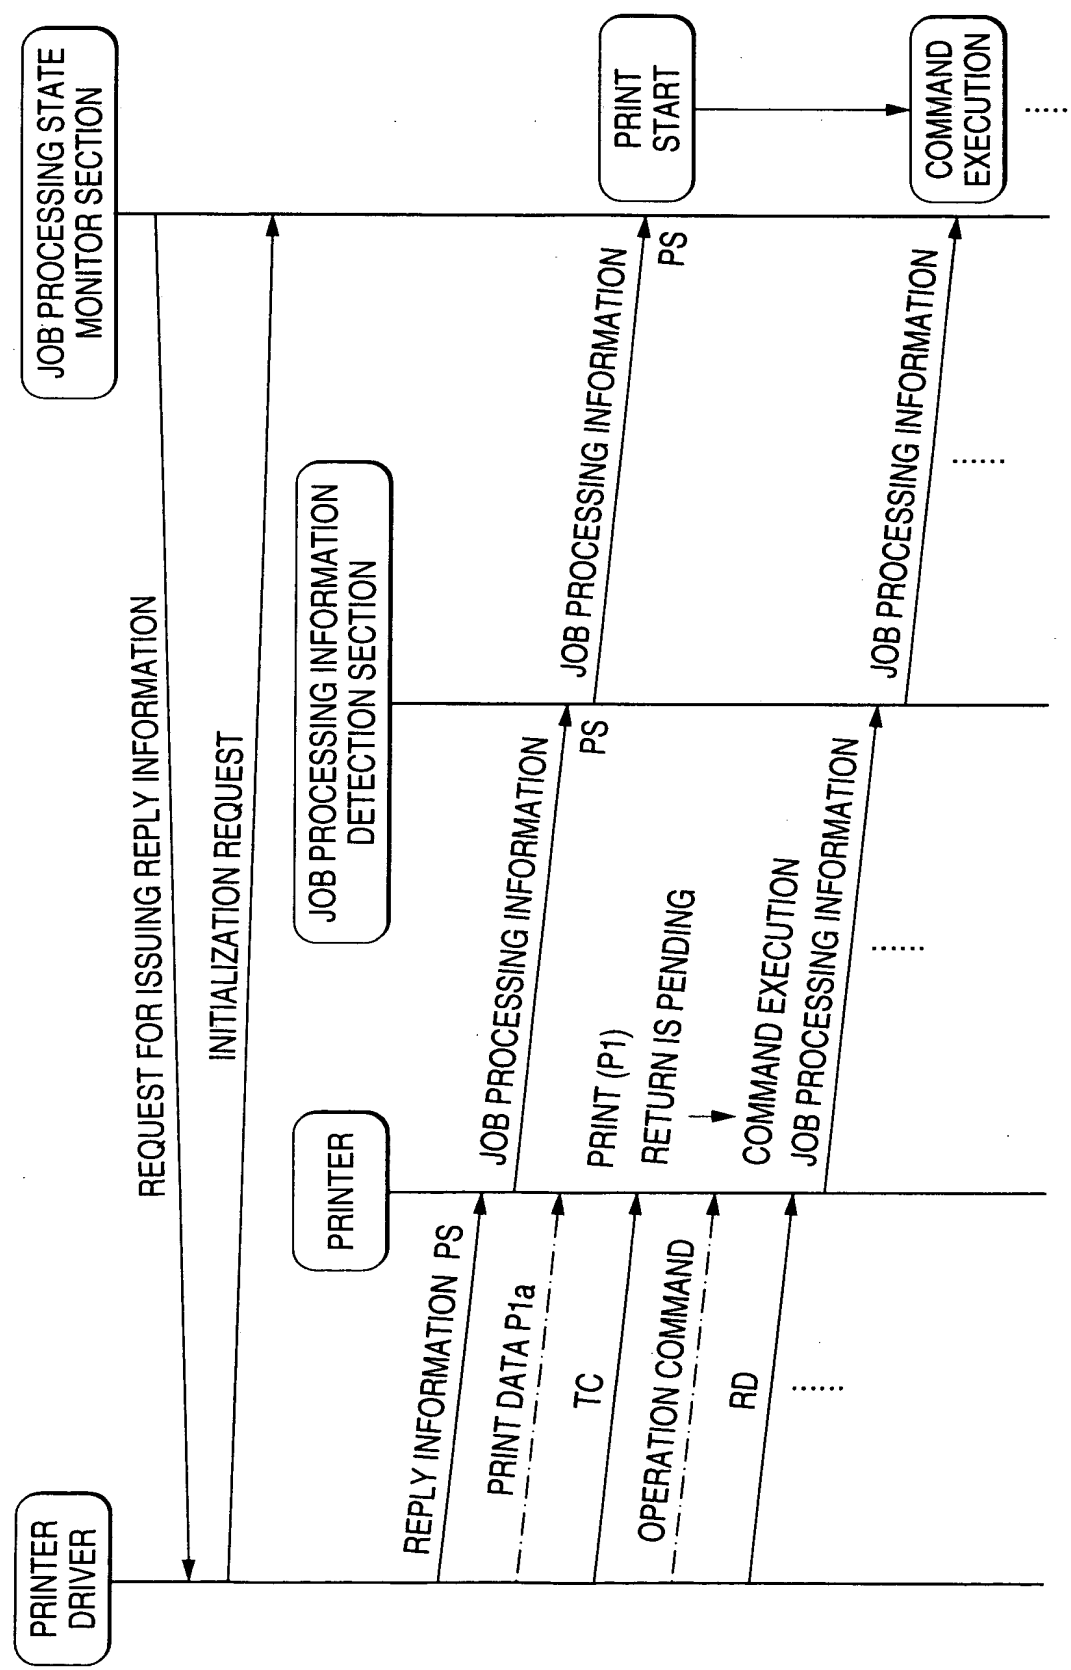 PRINTER
DRIVER
JOB PROCESSING STATE
MONITOR SECTION
REQUEST FOR ISSUING REPLY INFORMATION
INITIALIZATION REQUEST
PRINTER
JOB PROCESSING INFORMATION
DETECTION SECTION
REPLY INFORMATION PS
JOB PROCESSING INFORMATION
PS
JOB PROCESSING INFORMATION
PS
PRINT
START
PRINT DATA P1a
TC
PRINT (P1)
RETURN IS PENDING
OPERATION COMMAND
COMMAND EXECUTION
RD
JOB PROCESSING INFORMATION
JOB PROCESSING INFORMATION
COMMAND
EXECUTION
......
......
......
......